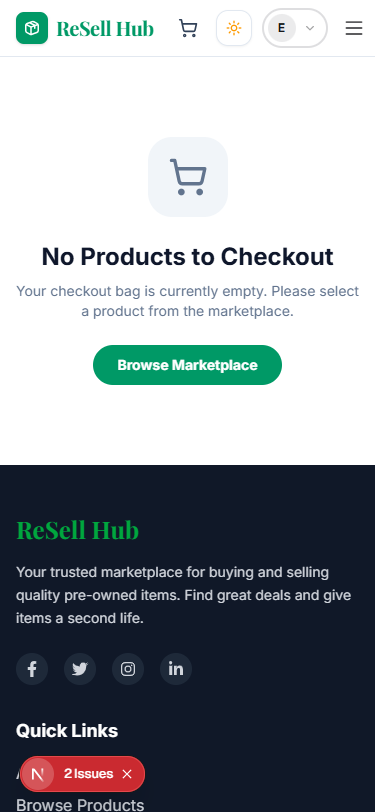 ReSell Hub
E
No Products to Checkout
Your checkout bag is currently empty. Please select
a product from the marketplace.
Browse Marketplace
ReSell Hub
Your trusted marketplace for buying and selling
quality pre-owned items. Find great deals and give
items a second life.
Quick Links
N 2 Issues
Browse Products